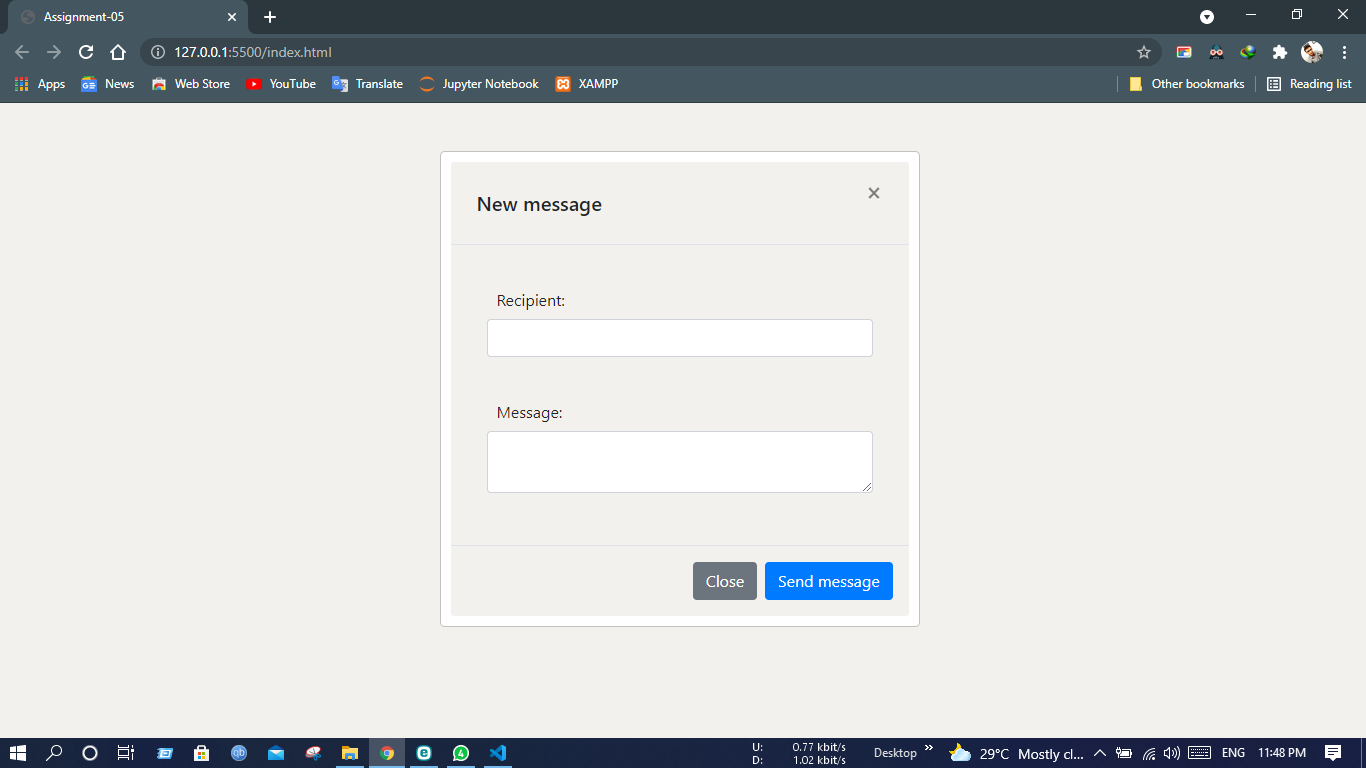 Assignment-05
127.0.0.1:5500/index.html
Apps News Web Store YouTube Translate Jupyter Notebook XAMPP Other bookmarks Reading list
New message ×
Recipient:
Message:
Close Send message
U: 0.77 kbit/s
D: 1.02 kbit/s
Desktop » 29°C Mostly cl... ENG 11:48 PM